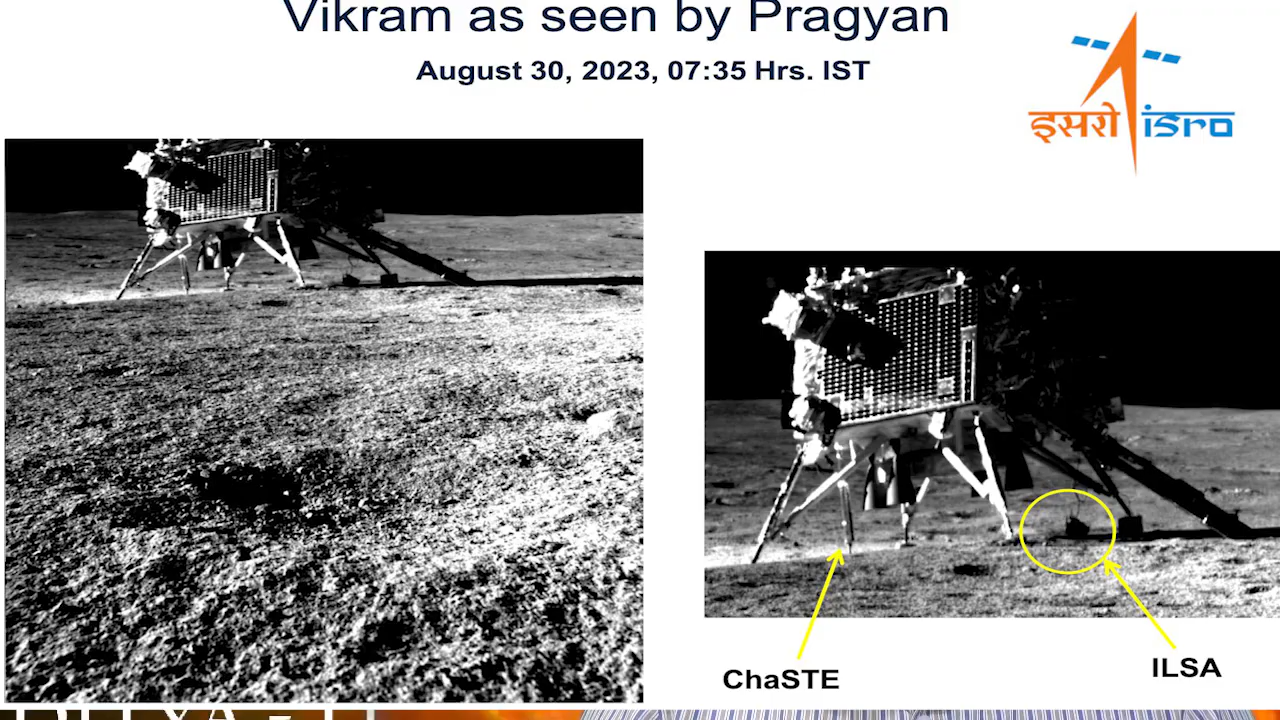 Vikram as seen by Pragyan
August 30, 2023, 07:35 Hrs. IST
इसरो isro
ChaSTE
ILSA